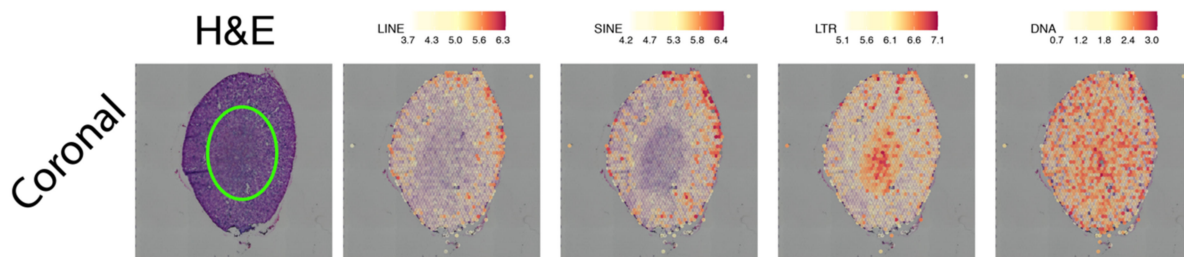 H&E
LINE
3.7 4.3 5.0 5.6 6.3
SINE
4.2 4.7 5.3 5.8 6.4
LTR
5.1 5.6 6.1 6.6 7.1
DNA
0.7 1.2 1.8 2.4 3.0
Coronal